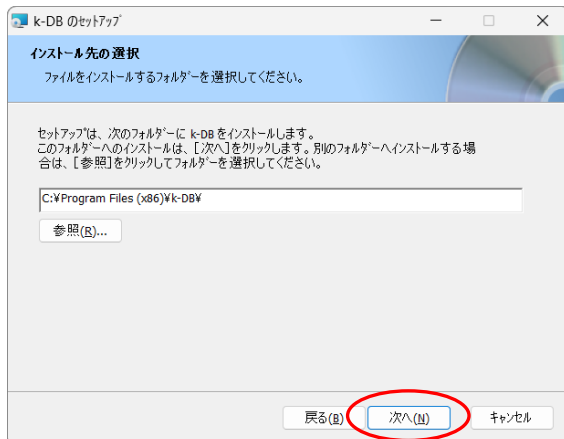 k-DB のセットアップ
インストール先の選択
ファイルをインストールするフォルダーを選択してください。
セットアップは、次のフォルダーに k-DB をインストールします。
このフォルダーへのインストールは、[次へ]をクリックします。別のフォルダーへインストールする場
合は、[参照]をクリックしてフォルダーを選択してください。
C:¥Program Files (x86)¥k-DB¥
参照(R)...
戻る(B) 次へ(N) キャンセル